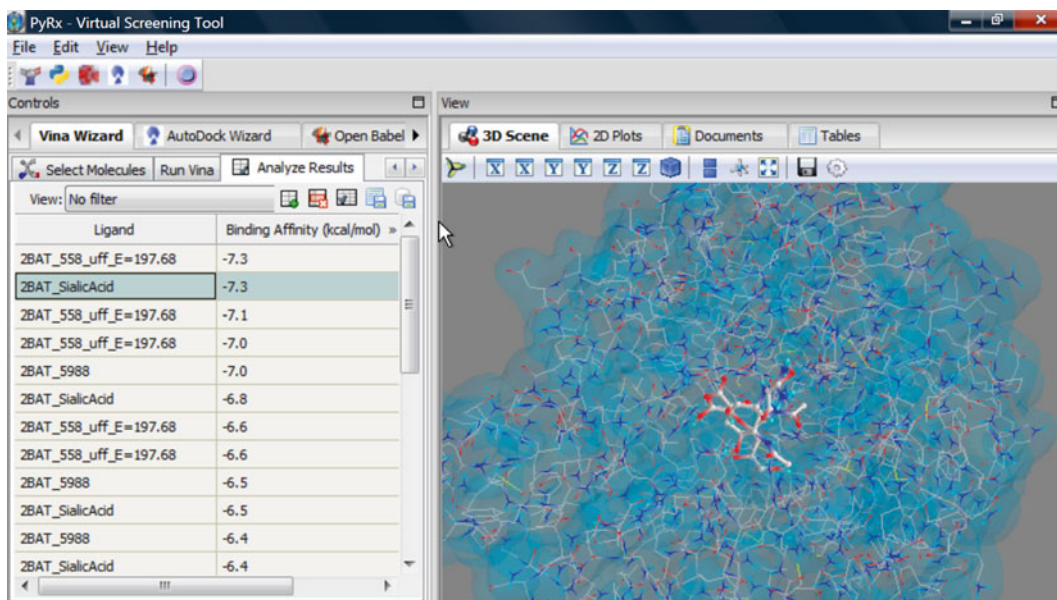 PyRx - Virtual Screening Tool
File Edit View Help
Controls
Vina Wizard AutoDock Wizard Open Babel
Select Molecules Run Vina Analyze Results
View: No filter
Ligand Binding Affinity (kcal/mol) »
2BAT_558_uff_E=197.68 -7.3
2BAT_SialicAcid -7.3
2BAT_558_uff_E=197.68 -7.1
2BAT_558_uff_E=197.68 -7.0
2BAT_5988 -7.0
2BAT_SialicAcid -6.8
2BAT_558_uff_E=197.68 -6.6
2BAT_558_uff_E=197.68 -6.6
2BAT_5988 -6.5
2BAT_SialicAcid -6.5
2BAT_5988 -6.4
2BAT_SialicAcid -6.4
View
3D Scene 2D Plots Documents Tables
X X Y Y Z Z